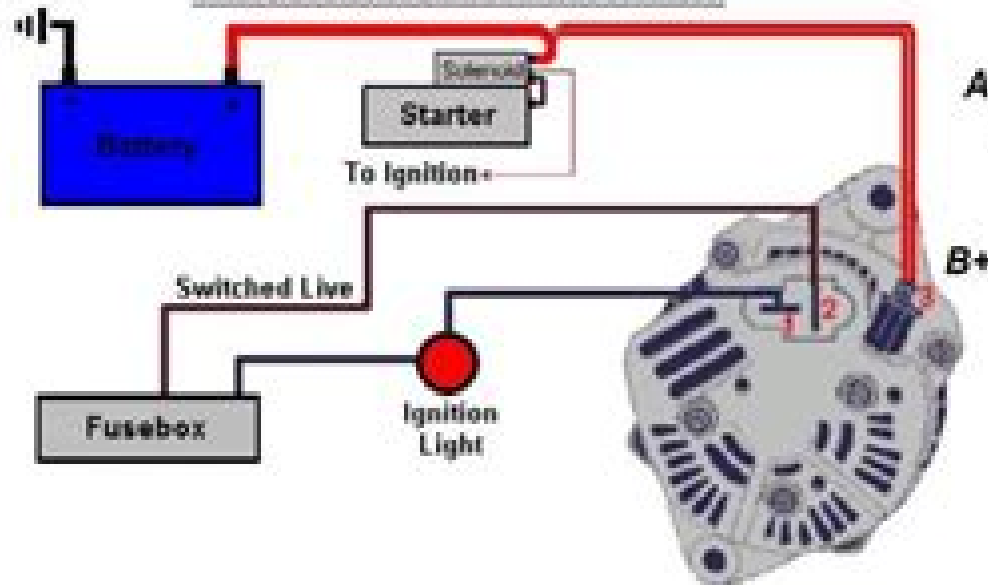 Solenoid
A
Starter
Battery
To Ignition
B+
Switched Live
3
2
1
Fusebox
Ignition
Light